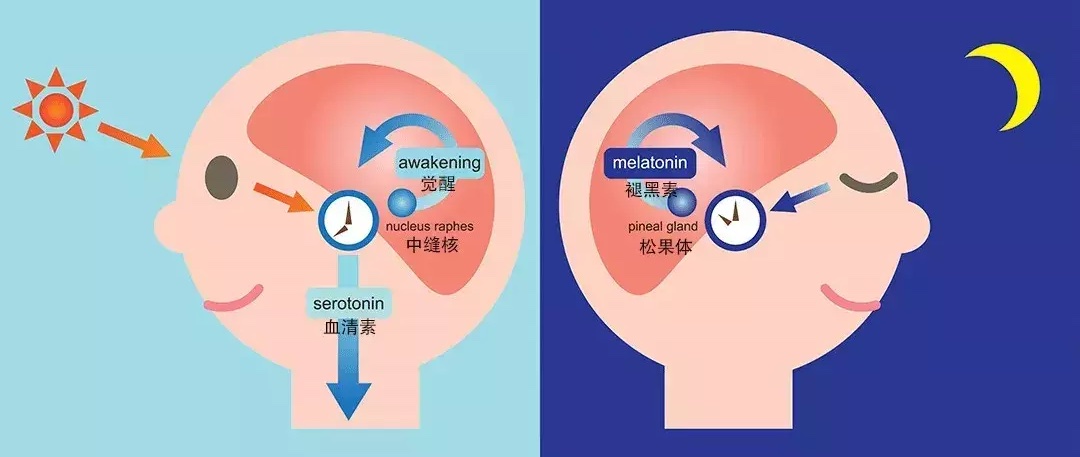 awakening
觉醒
nucleus raphes
中缝核
serotonin
血清素
melatonin
褪黑素
pineal gland
松果体